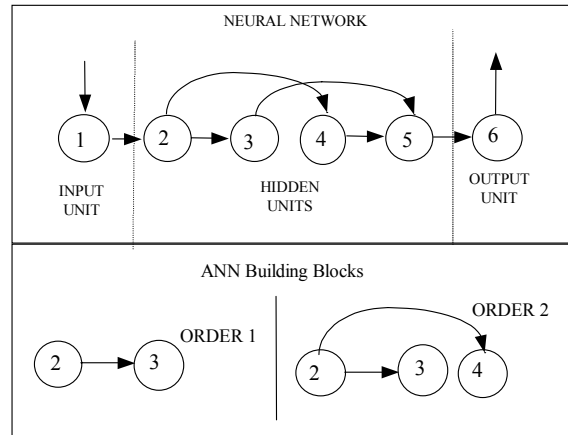 NEURAL NETWORK
1 2 3 4 5 6
INPUT
UNIT
HIDDEN
UNITS
OUTPUT
UNIT
ANN Building Blocks
ORDER 1
2 3
ORDER 2
2 3 4